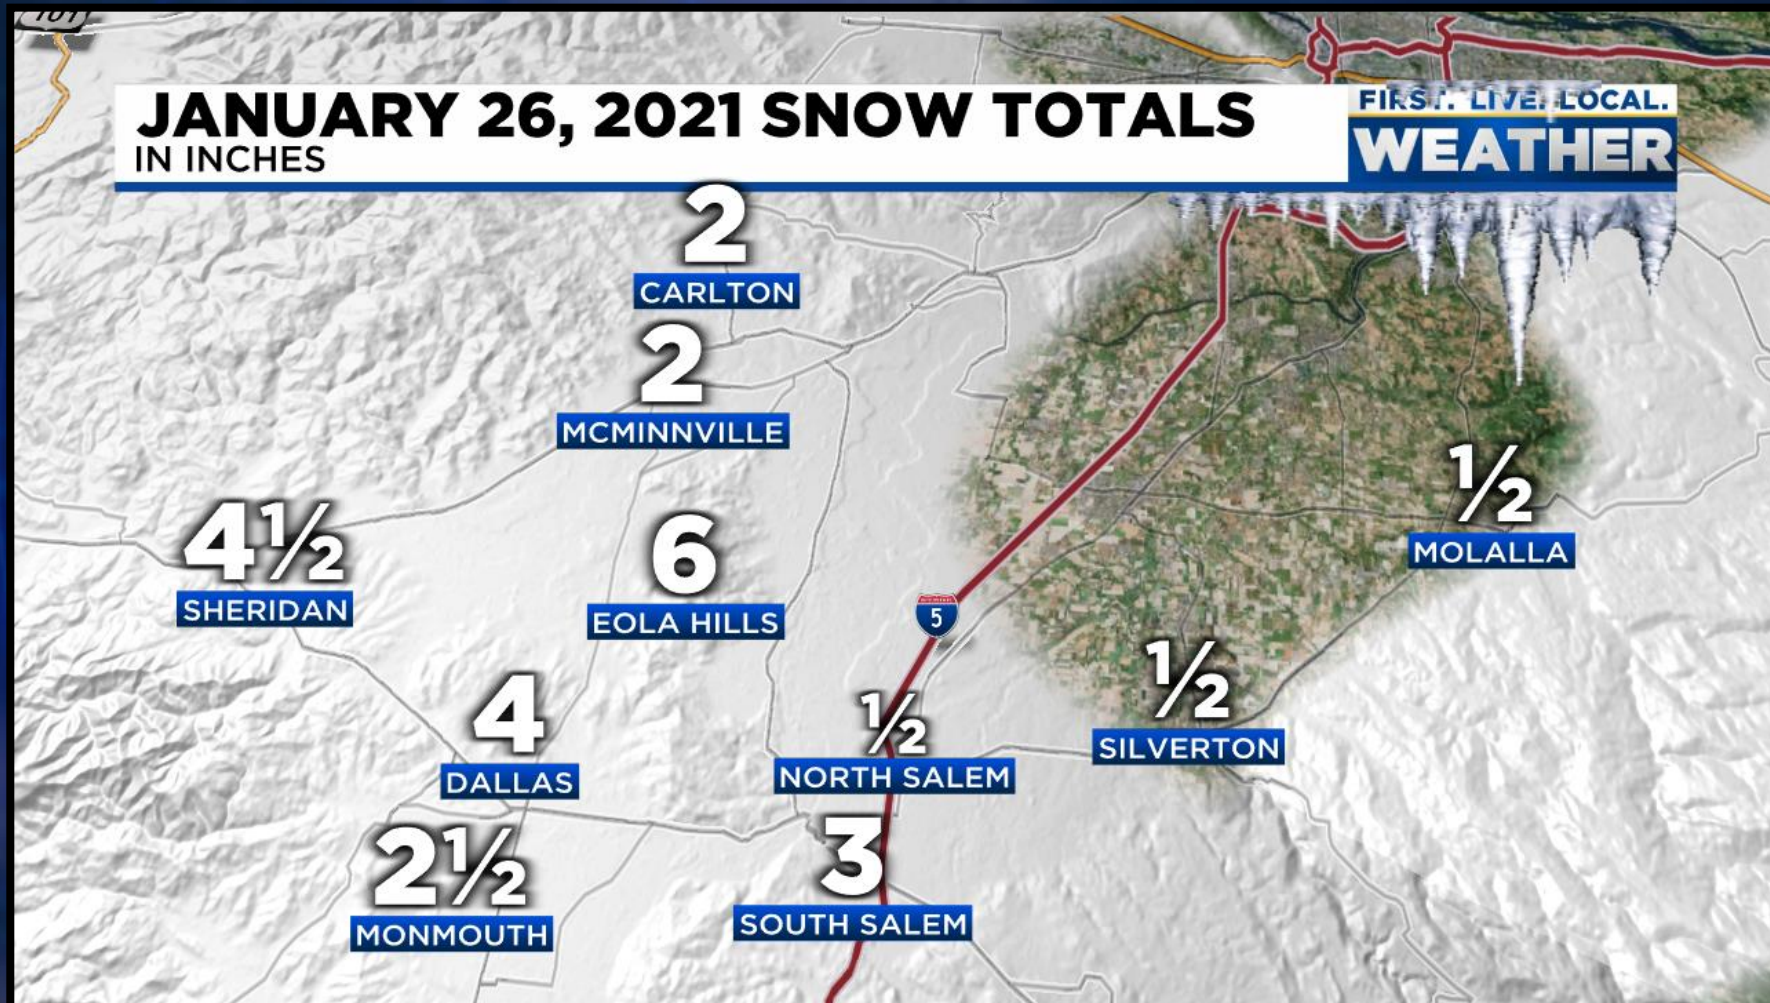 101
JANUARY 26, 2021 SNOW TOTALS
IN INCHES
FIRST. LIVE. LOCAL.
WEATHER
2
CARLTON
2
MCMINNVILLE
4½
SHERIDAN
6
EOLA HILLS
½
MOLALLA
5
4
DALLAS
½
NORTH SALEM
½
SILVERTON
2½
MONMOUTH
3
SOUTH SALEM